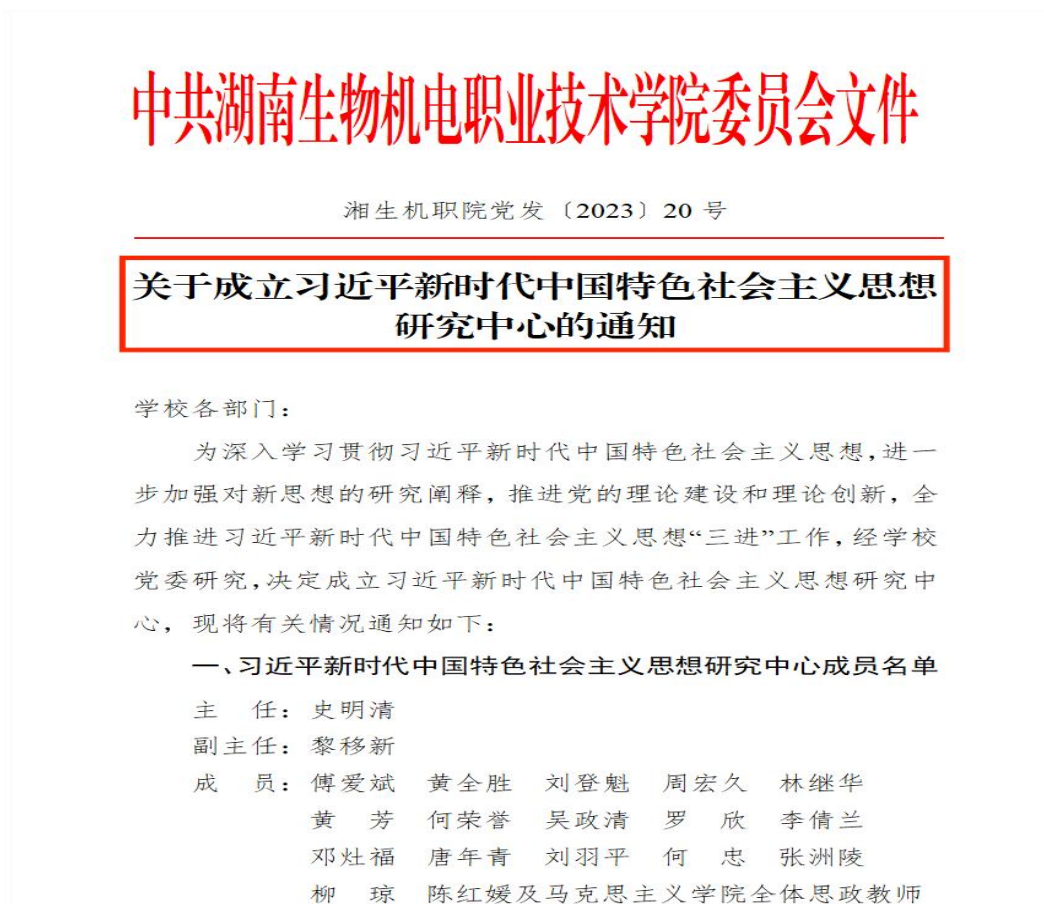 中共湖南生物机电职业技术学院委员会文件
湘生机职院党发〔2023〕20 号
关于成立习近平新时代中国特色社会主义思想
研究中心的通知
学校各部门：
为深入学习贯彻习近平新时代中国特色社会主义思想，进一
步加强对新思想的研究阐释，推进党的理论建设和理论创新，全
力推进习近平新时代中国特色社会主义思想“三进”工作，经学校
党委研究，决定成立习近平新时代中国特色社会主义思想研究中
心，现将有关情况通知如下：
一、习近平新时代中国特色社会主义思想研究中心成员名单
主　任：史明清
副主任：黎移新
成　员：傅爱斌　黄全胜　刘登魁　周宏久　林继华
黄　芳　何荣誉　吴政清　罗　欣　李倩兰
邓灶福　唐年青　刘羽平　何　忠　张洲陵
柳　琼　陈红媛及马克思主义学院全体思政教师